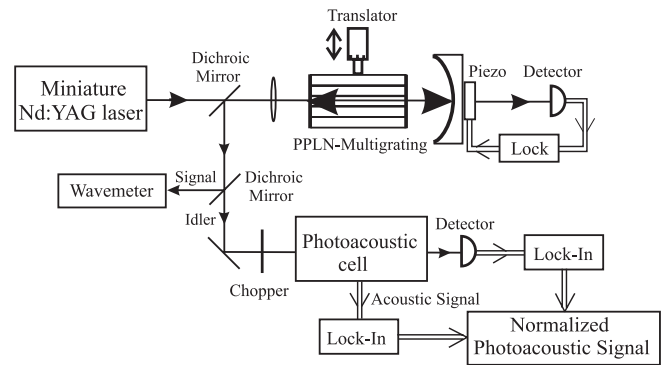 Translator
Dichroic
Mirror
Miniature
Nd:YAG laser
Piezo
Detector
PPLN-Multigrating
Lock
Signal
Dichroic
Mirror
Wavemeter
Idler
Photoacoustic
cell
Detector
Lock-In
Chopper
Acoustic Signal
Lock-In
Normalized
Photoacoustic Signal